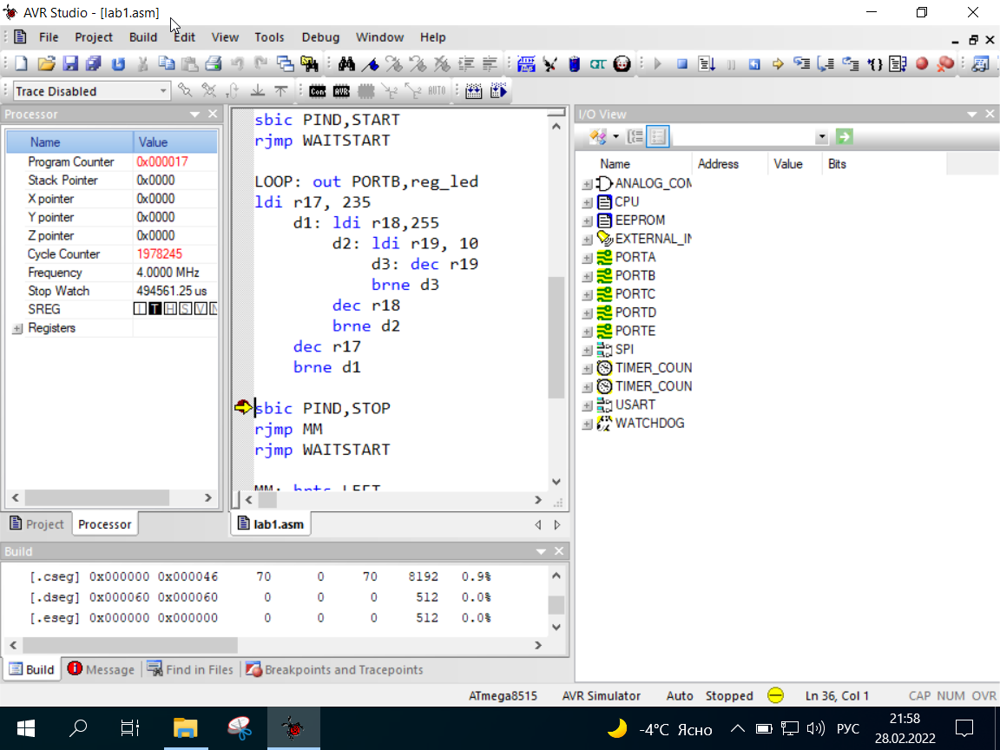 AVR Studio - [lab1.asm]
File Project Build Edit View Tools Debug Window Help
Trace Disabled
Con AVR AUTO
Processor
Name Value
Program Counter 0x000017
Stack Pointer 0x0000
X pointer 0x0000
Y pointer 0x0000
Z pointer 0x0000
Cycle Counter 1978245
Frequency 4.0000 MHz
Stop Watch 494561.25 us
SREG I T H S V N
Registers
Project Processor
sbic PIND,START
rjmp WAITSTART
LOOP: out PORTB,reg_led
ldi r17, 235
d1: ldi r18,255
d2: ldi r19, 10
d3: dec r19
brne d3
dec r18
brne d2
dec r17
brne d1
sbic PIND,STOP
rjmp MM
rjmp WAITSTART
MM: brts LEFT
lab1.asm
I/O View
Name Address Value Bits
ANALOG_COM
CPU
EEPROM
EXTERNAL_IN
PORTA
PORTB
PORTC
PORTD
PORTE
SPI
TIMER_COUN
TIMER_COUN
USART
WATCHDOG
Build
[.cseg] 0x000000 0x000046 70 0 70 8192 0.9%
[.dseg] 0x000060 0x000060 0 0 0 512 0.0%
[.eseg] 0x000000 0x000000 0 0 0 512 0.0%
Build Message Find in Files Breakpoints and Tracepoints
ATmega8515 AVR Simulator Auto Stopped Ln 36, Col 1 CAP NUM OVR
-4°C Ясно РУС 21:58
28.02.2022